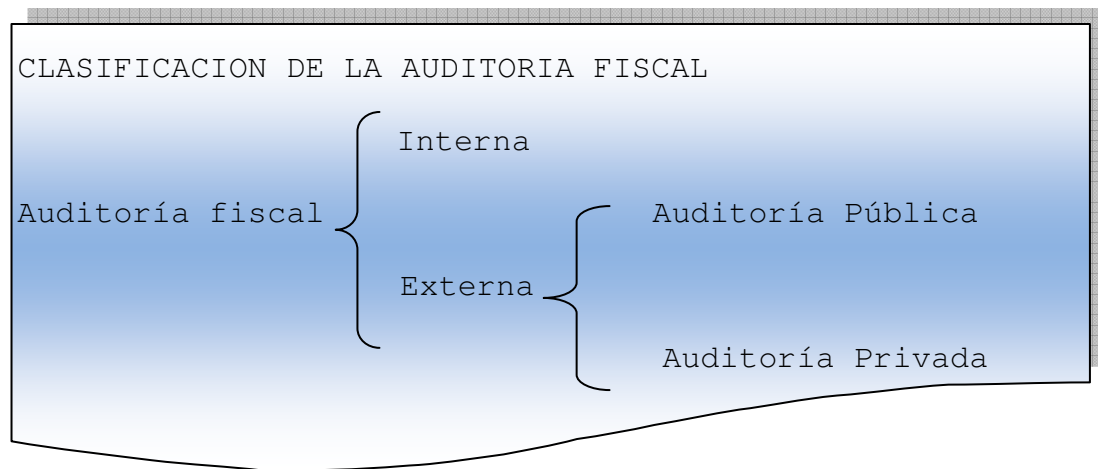 CLASIFICACION DE LA AUDITORIA FISCAL
Interna
Auditoría fiscal
Auditoría Pública
Externa
Auditoría Privada